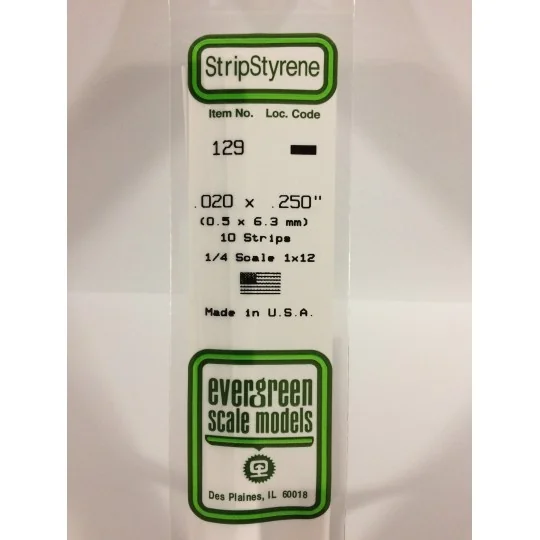 StripStyrene
Item No. Loc. Code
129
.020 x .250"
(0.5 x 6.3 mm)
10 Strips
1/4 Scale 1x12
Made in U.S.A.
evergreen
scale models
Des Plaines, IL 60018